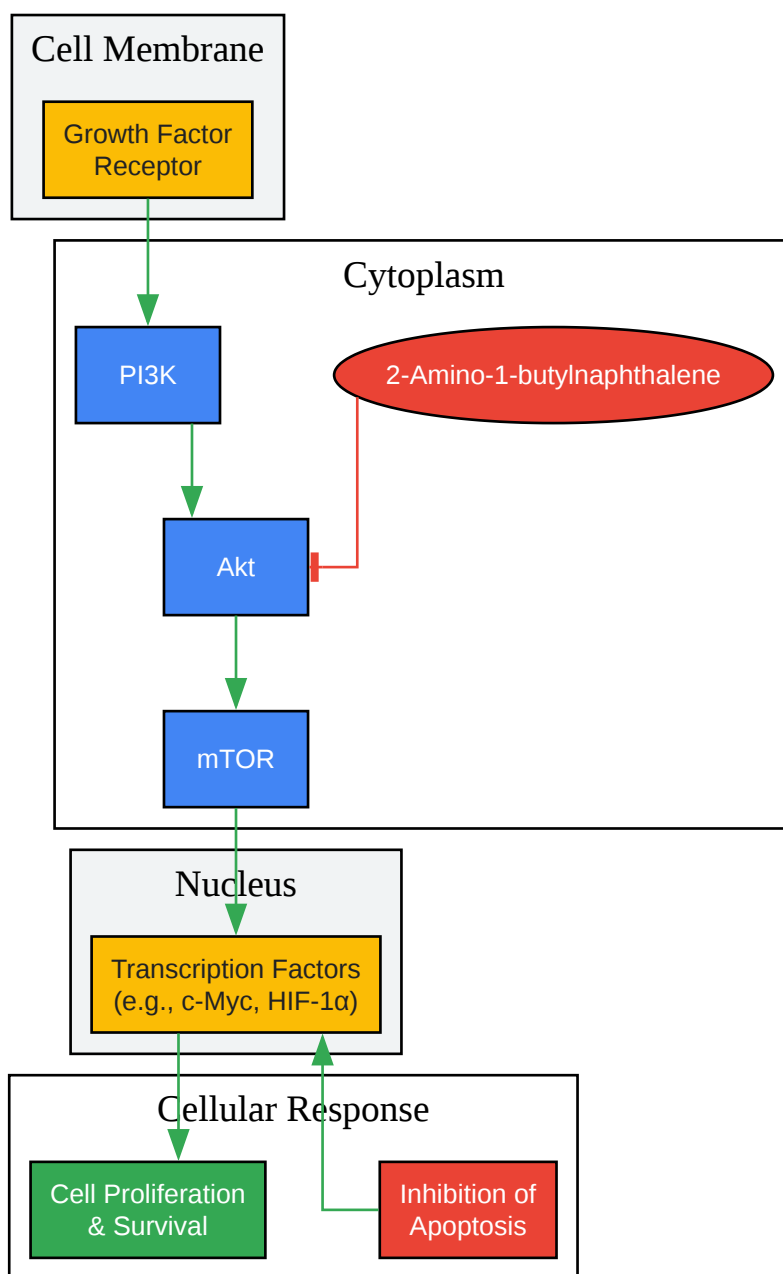 Cell Membrane
Growth Factor
Receptor
Cytoplasm
PI3K
2-Amino-1-butylnaphthalene
Akt
mTOR
Nucleus
Transcription Factors
(e.g., c-Myc, HIF-1α)
Cellular Response
Cell Proliferation
& Survival
Inhibition of
Apoptosis